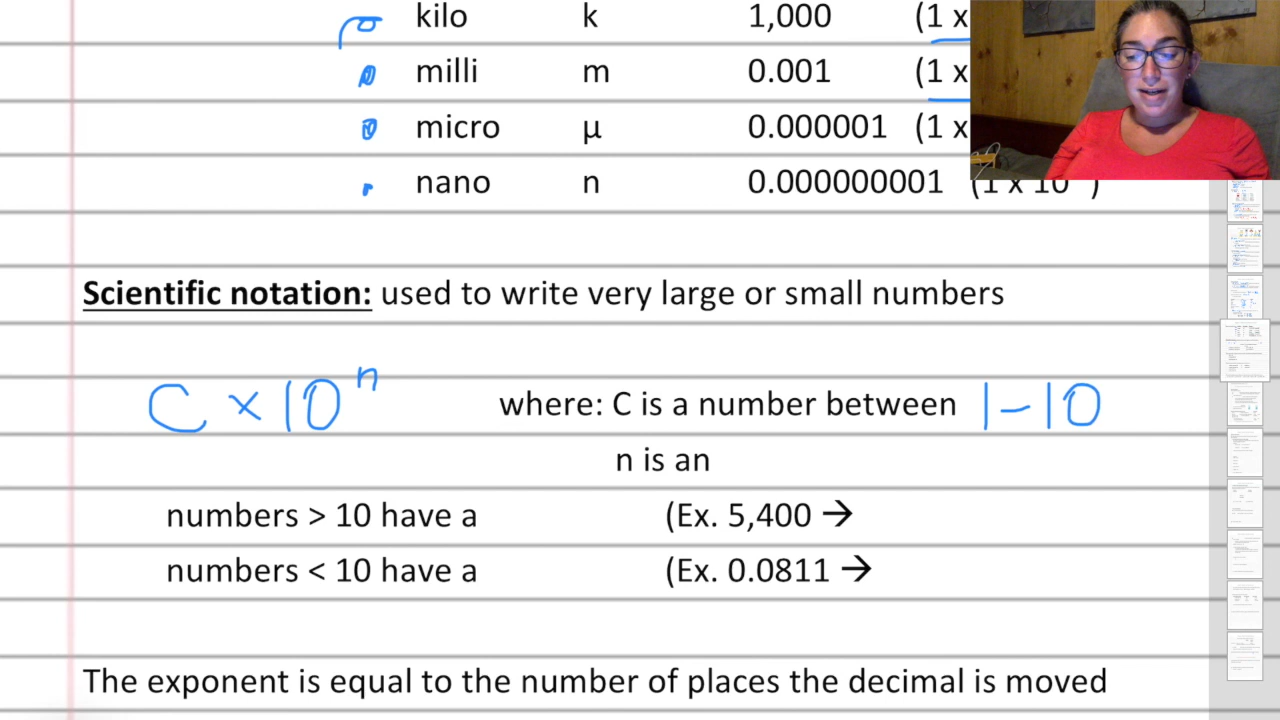 kilo k 1,000 (1 x
milli m 0.001 (1 x
micro μ 0.000001 (1 x
nano n 0.000000001 (1 x 10 )
Scientific notation: used to write very large or small numbers
C × 10ⁿ where: C is a number between 1 – 10
n is an
numbers > 10 have a (Ex. 5,400 →
numbers < 10 have a (Ex. 0.0811 →
The exponent is equal to the number of places the decimal is moved